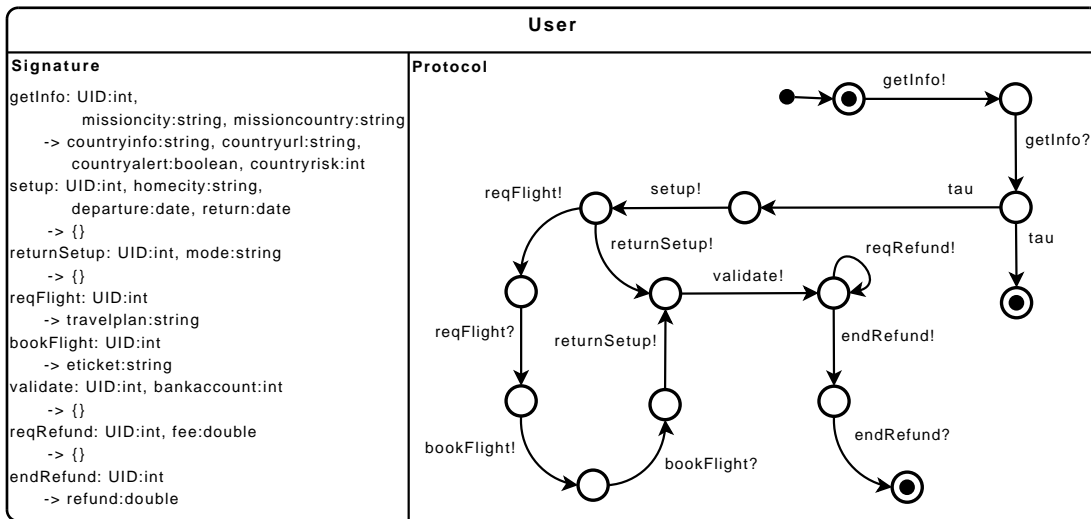 User
Signature
getInfo: UID:int,
missioncity:string, missioncountry:string
-> countryinfo:string, countryurl:string,
countryalert:boolean, countryrisk:int
setup: UID:int, homecity:string,
departure:date, return:date
-> {}
returnSetup: UID:int, mode:string
-> {}
reqFlight: UID:int
-> travelplan:string
bookFlight: UID:int
-> eticket:string
validate: UID:int, bankaccount:int
-> {}
reqRefund: UID:int, fee:double
-> {}
endRefund: UID:int
-> refund:double
Protocol
getInfo!
getInfo?
reqFlight!
setup!
tau
tau
returnSetup!
reqRefund!
validate!
reqFlight?
returnSetup!
endRefund!
bookFlight!
bookFlight?
endRefund?